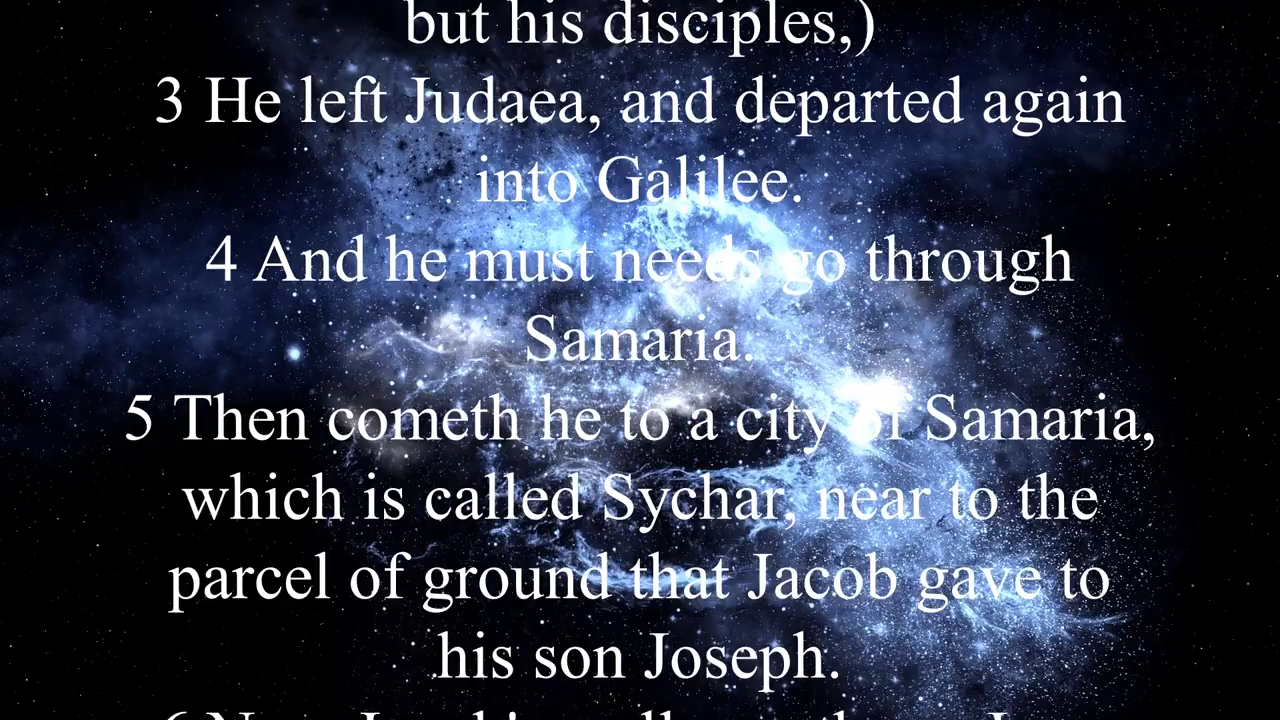 but his disciples,)
3 He left Judaea, and departed again
into Galilee.
4 And he must needs go through
Samaria.
5 Then cometh he to a city of Samaria,
which is called Sychar, near to the
parcel of ground that Jacob gave to
his son Joseph.